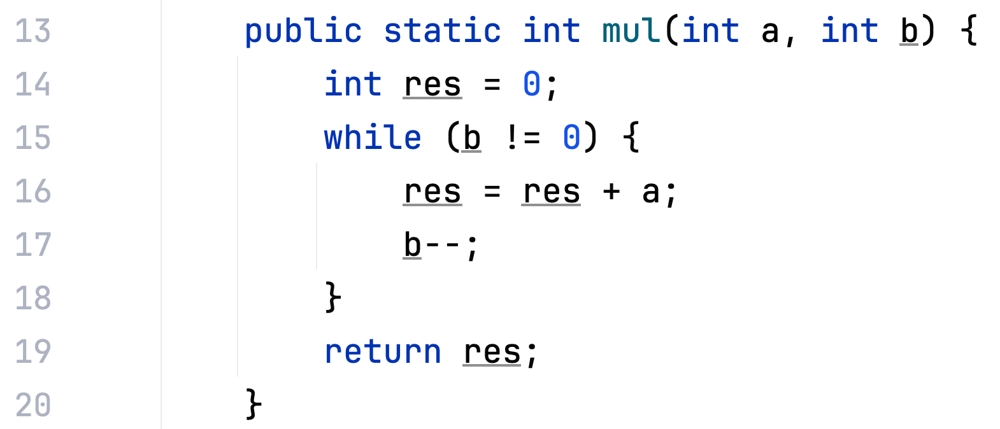 13 public static int mul(int a, int b) {
14 int res = 0;
15 while (b != 0) {
16 res = res + a;
17 b--;
18 }
19 return res;
20 }